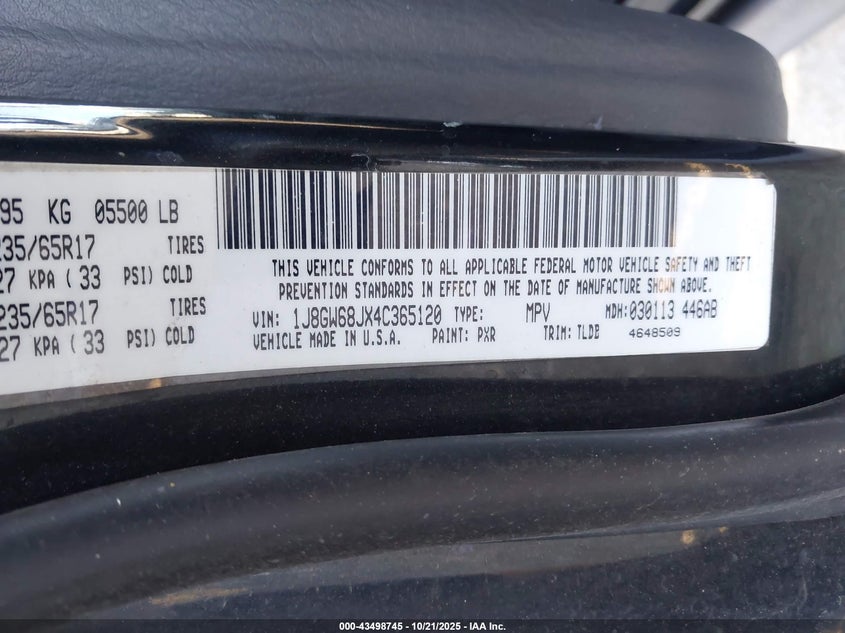 95 KG 05500 LB
235/65R17 TIRES
27 KPA ( 33 PSI) COLD
235/65R17 TIRES
27 KPA ( 33 PSI) COLD
THIS VEHICLE CONFORMS TO ALL APPLICABLE FEDERAL MOTOR VEHICLE SAFETY AND THEFT
PREVENTION STANDARDS IN EFFECT ON THE DATE OF MANUFACTURE SHOWN ABOVE.
VIN: 1J8GW68JX4C365120 TYPE: MPV MDH: 030113 446AB
VEHICLE MADE IN U.S.A. PAINT: PXR TRIM: TLDB 4648509
000-43498745 - 10/21/2025 - IAA Inc.